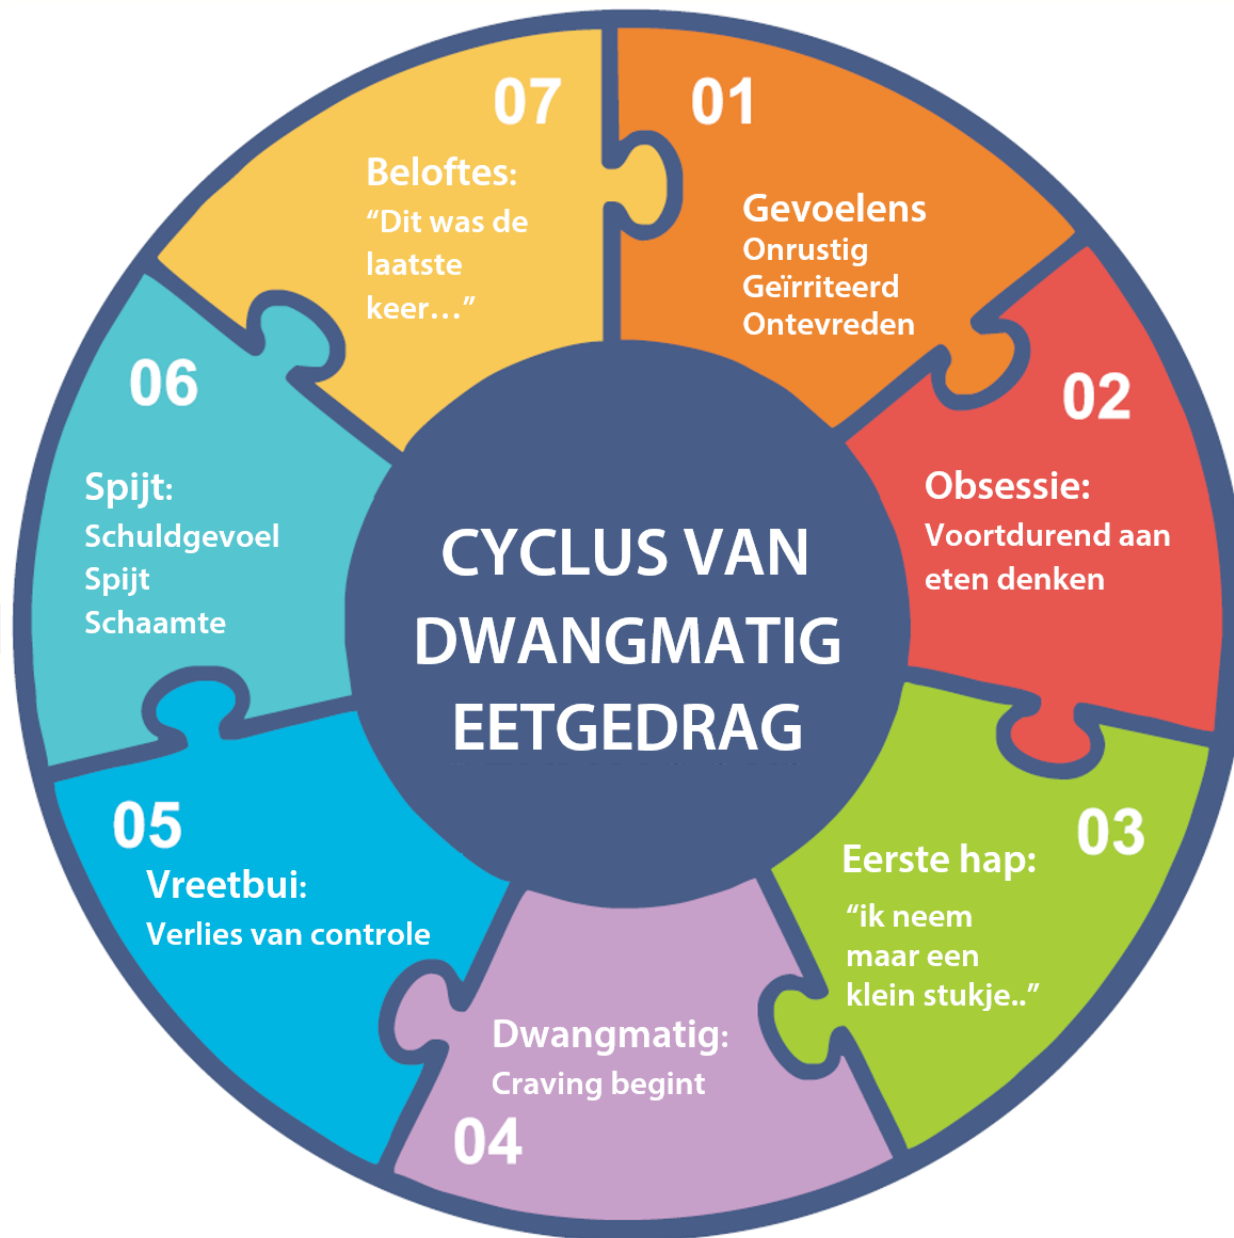 CYCLUS VAN
DWANGMATIG
EETGEDRAG
01
Gevoelens
Onrustig
Geïrriteerd
Ontevreden
02
Obsessie:
Voortdurend aan
eten denken
03
Eerste hap:
“ik neem
maar een
klein stukje..”
04
Dwangmatig:
Craving begint
05
Vreetbui:
Verlies van controle
06
Spijt:
Schuldgevoel
Spijt
Schaamte
07
Beloftes:
“Dit was de
laatste
keer...”